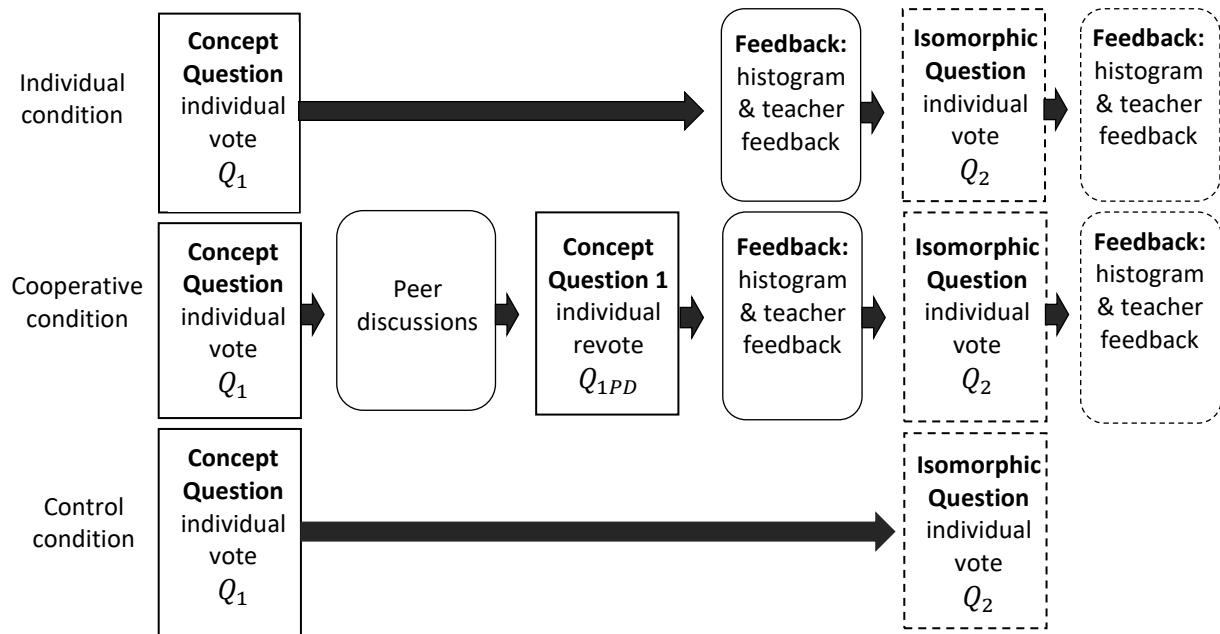 Individual
condition
Concept
Question
individual
vote
Q1
Feedback:
histogram
& teacher
feedback
Isomorphic
Question
individual
vote
Q2
Feedback:
histogram
& teacher
feedback
Cooperative
condition
Concept
Question
individual
vote
Q1
Peer
discussions
Concept
Question 1
individual
revote
Q1PD
Feedback:
histogram
& teacher
feedback
Isomorphic
Question
individual
vote
Q2
Feedback:
histogram
& teacher
feedback
Control
condition
Concept
Question
individual
vote
Q1
Isomorphic
Question
individual
vote
Q2